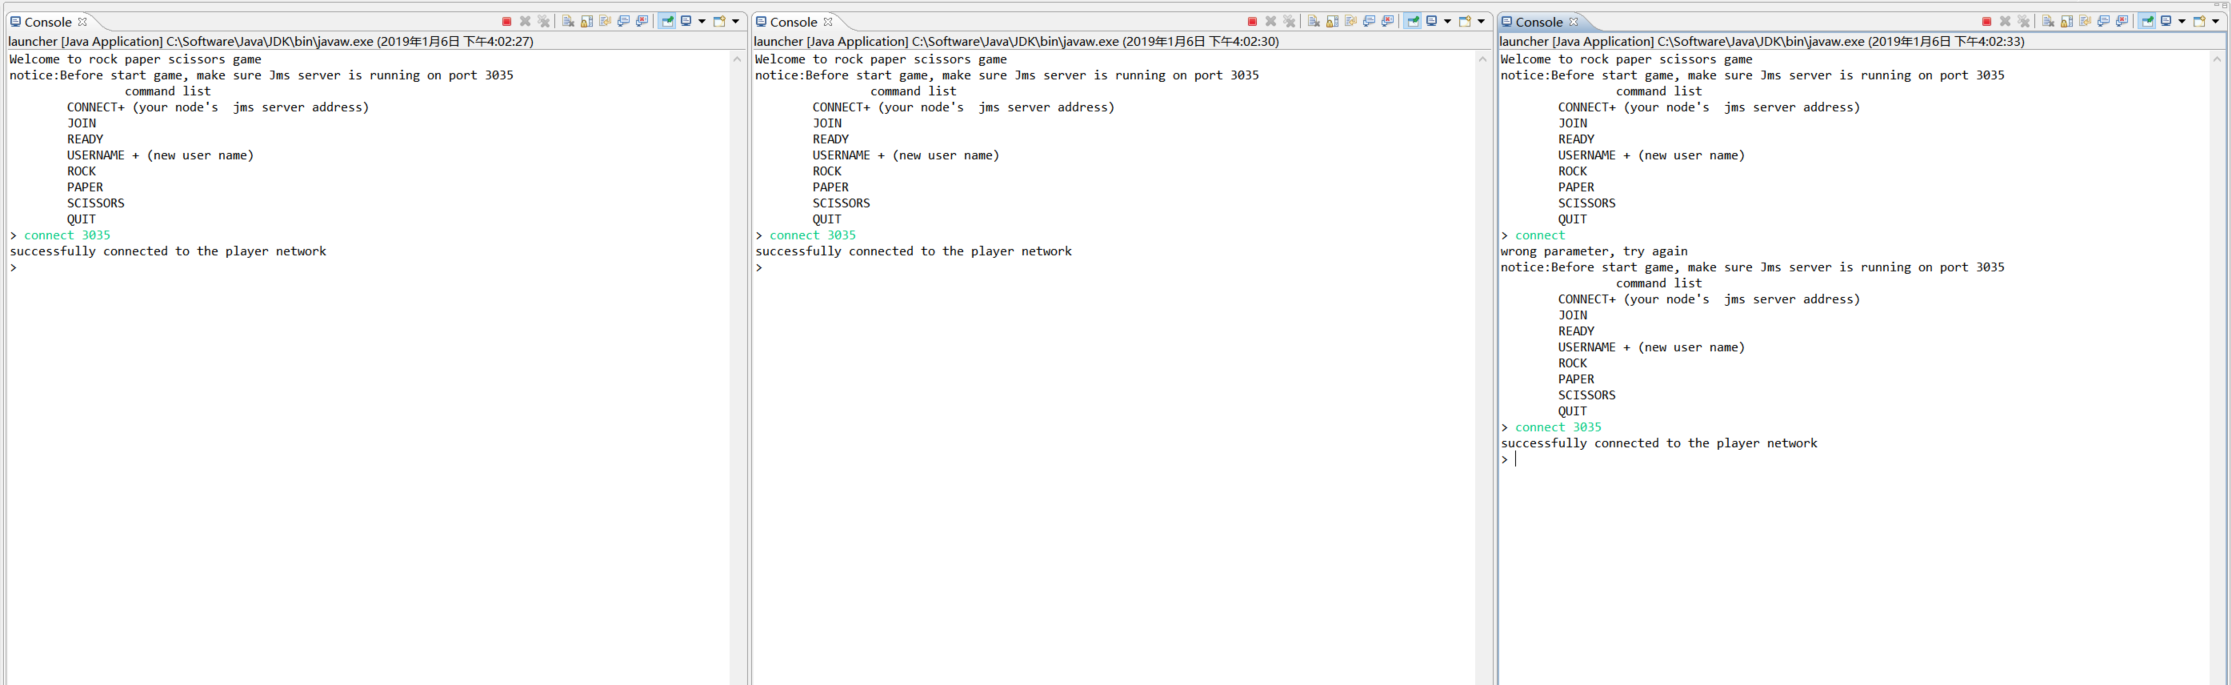 Console
launcher [Java Application] C:\Software\Java\JDK\bin\javaw.exe (2019年1月6日 下午4:02:27)
Welcome to rock paper scissors game
notice:Before start game, make sure Jms server is running on port 3035
command list
CONNECT+ (your node's  jms server address)
JOIN
READY
USERNAME + (new user name)
ROCK
PAPER
SCISSORS
QUIT
> connect 3035
successfully connected to the player network
>
Console
launcher [Java Application] C:\Software\Java\JDK\bin\javaw.exe (2019年1月6日 下午4:02:30)
Welcome to rock paper scissors game
notice:Before start game, make sure Jms server is running on port 3035
command list
CONNECT+ (your node's  jms server address)
JOIN
READY
USERNAME + (new user name)
ROCK
PAPER
SCISSORS
QUIT
> connect 3035
successfully connected to the player network
>
Console
launcher [Java Application] C:\Software\Java\JDK\bin\javaw.exe (2019年1月6日 下午4:02:33)
Welcome to rock paper scissors game
notice:Before start game, make sure Jms server is running on port 3035
command list
CONNECT+ (your node's  jms server address)
JOIN
READY
USERNAME + (new user name)
ROCK
PAPER
SCISSORS
QUIT
> connect
wrong parameter, try again
notice:Before start game, make sure Jms server is running on port 3035
command list
CONNECT+ (your node's  jms server address)
JOIN
READY
USERNAME + (new user name)
ROCK
PAPER
SCISSORS
QUIT
> connect 3035
successfully connected to the player network
>